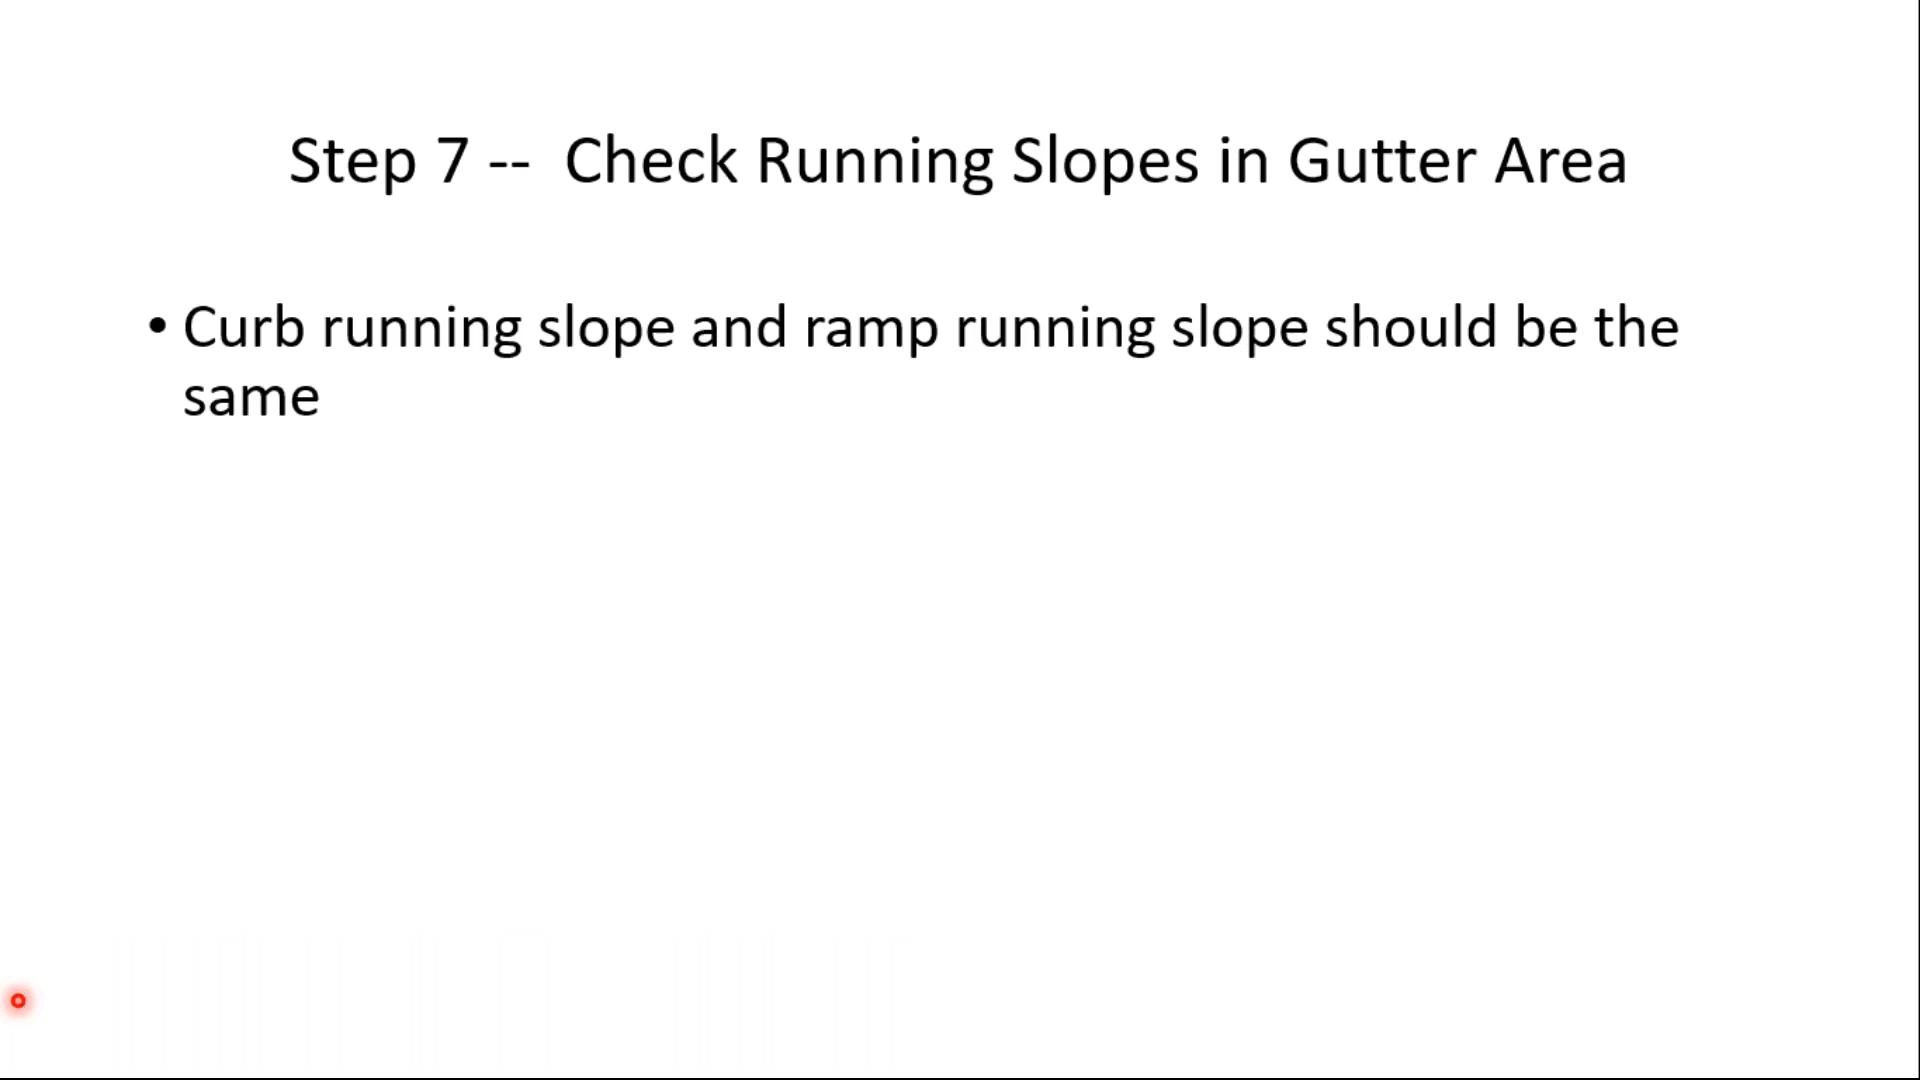 Step 7 --  Check Running Slopes in Gutter Area
• Curb running slope and ramp running slope should be the
same